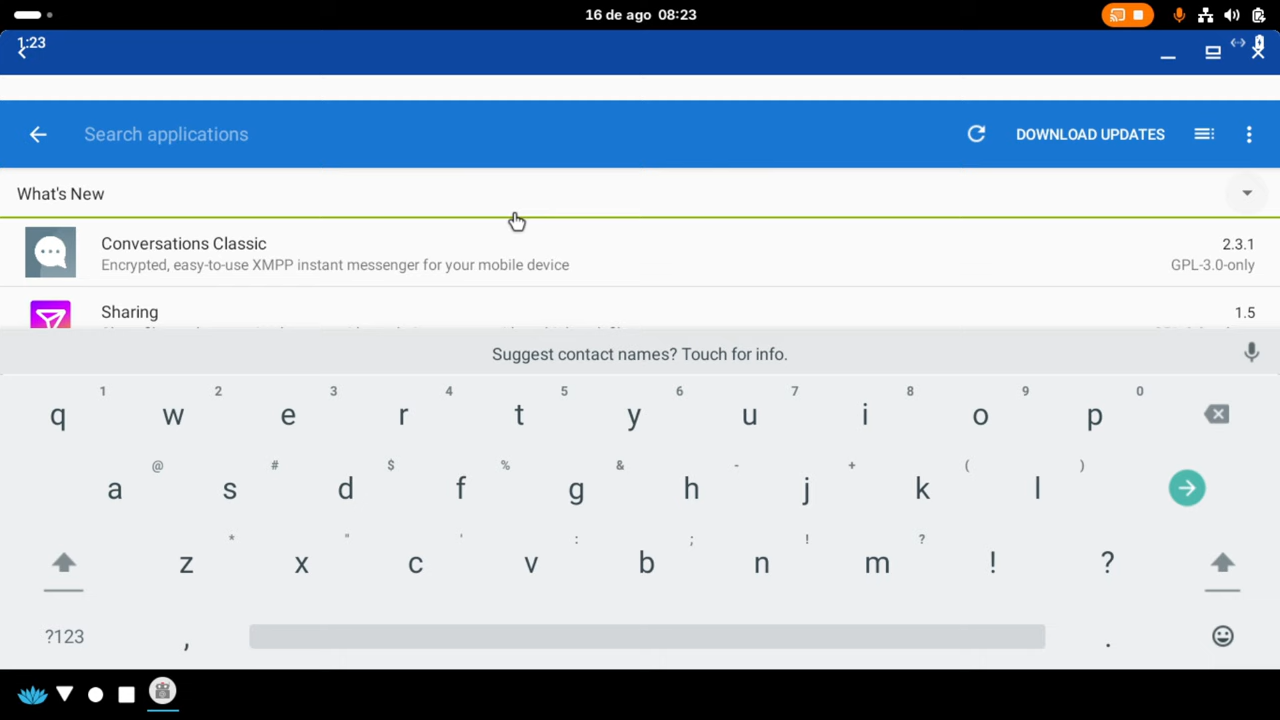 16 de ago 08:23
1:23
Search applications
DOWNLOAD UPDATES
What's New
Conversations Classic
2.3.1
Encrypted, easy-to-use XMPP instant messenger for your mobile device
GPL-3.0-only
Sharing
1.5
Suggest contact names? Touch for info.
1 2 3 4 5 6 7 8 9 0
q w e r t y u i o p
@ # $ % & - + ( )
a s d f g h j k l
* " ' : ; ! ?
z x c v b n m ! ?
?123 , .